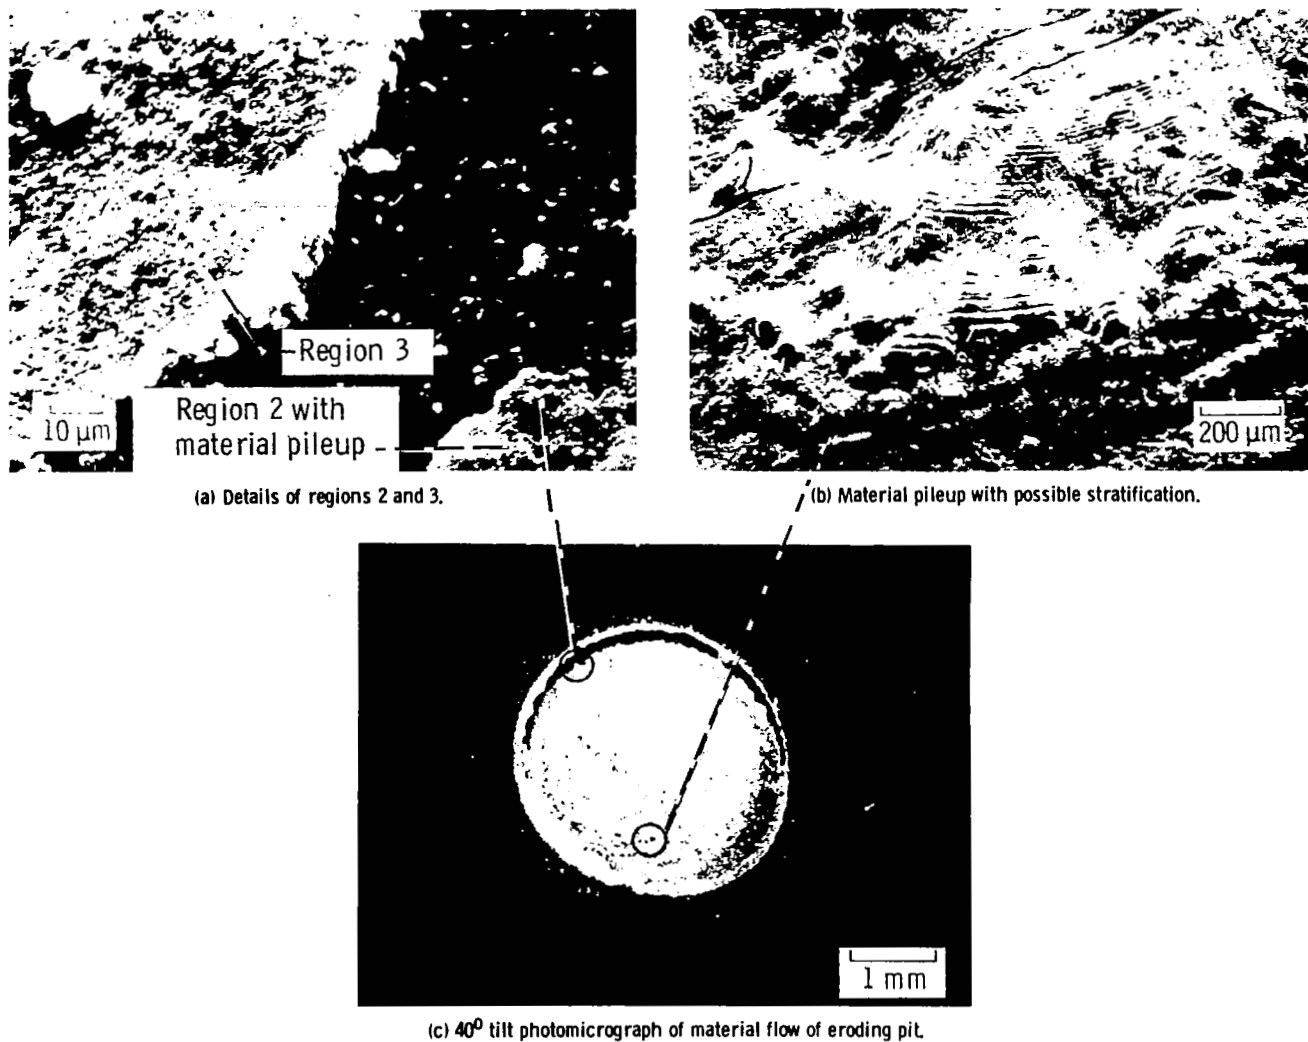 Region 3
Region 2 with
material pileup
10 µm
200 µm
(a) Details of regions 2 and 3.
(b) Material pileup with possible stratification.
1 mm
(c) 40⁰ tilt photomicrograph of material flow of eroding pit.